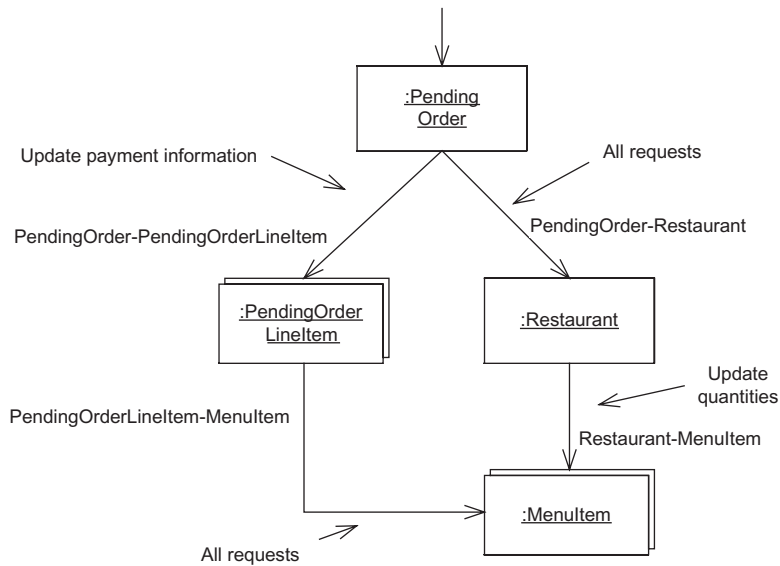 :Pending
Order
Update payment information
All requests
PendingOrder-PendingOrderLineItem
PendingOrder-Restaurant
:PendingOrder
LineItem
:Restaurant
Update
quantities
PendingOrderLineItem-MenuItem
Restaurant-MenuItem
:MenuItem
All requests